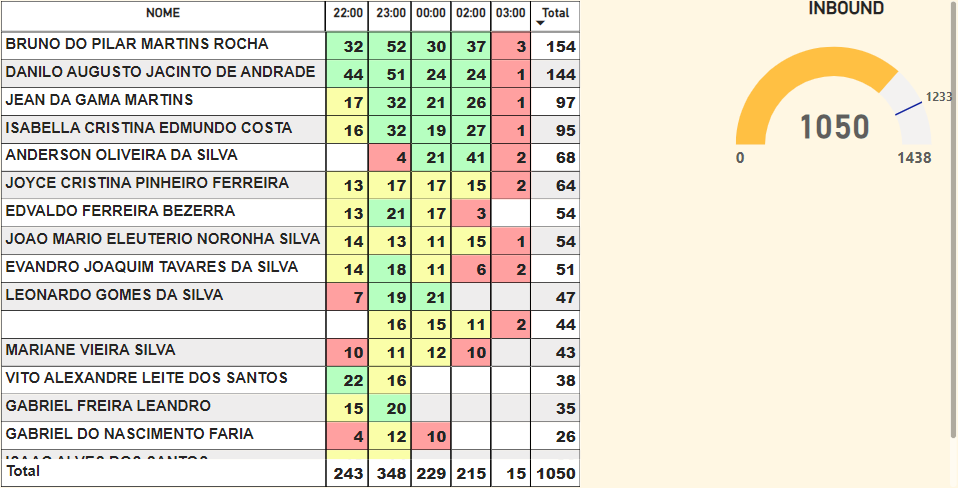 NOME 22:00 23:00 00:00 02:00 03:00 Total
BRUNO DO PILAR MARTINS ROCHA 32 52 30 37 3 154
DANILO AUGUSTO JACINTO DE ANDRADE 44 51 24 24 1 144
JEAN DA GAMA MARTINS 17 32 21 26 1 97
ISABELLA CRISTINA EDMUNDO COSTA 16 32 19 27 1 95
ANDERSON OLIVEIRA DA SILVA 4 21 41 2 68
JOYCE CRISTINA PINHEIRO FERREIRA 13 17 17 15 2 64
EDVALDO FERREIRA BEZERRA 13 21 17 3 54
JOAO MARIO ELEUTERIO NORONHA SILVA 14 13 11 15 1 54
EVANDRO JOAQUIM TAVARES DA SILVA 14 18 11 6 2 51
LEONARDO GOMES DA SILVA 7 19 21 47
16 15 11 2 44
MARIANE VIEIRA SILVA 10 11 12 10 43
VITO ALEXANDRE LEITE DOS SANTOS 22 16 38
GABRIEL FREIRA LEANDRO 15 20 35
GABRIEL DO NASCIMENTO FARIA 4 12 10 26
Total 243 348 229 215 15 1050
INBOUND
1233
1050
0 1438